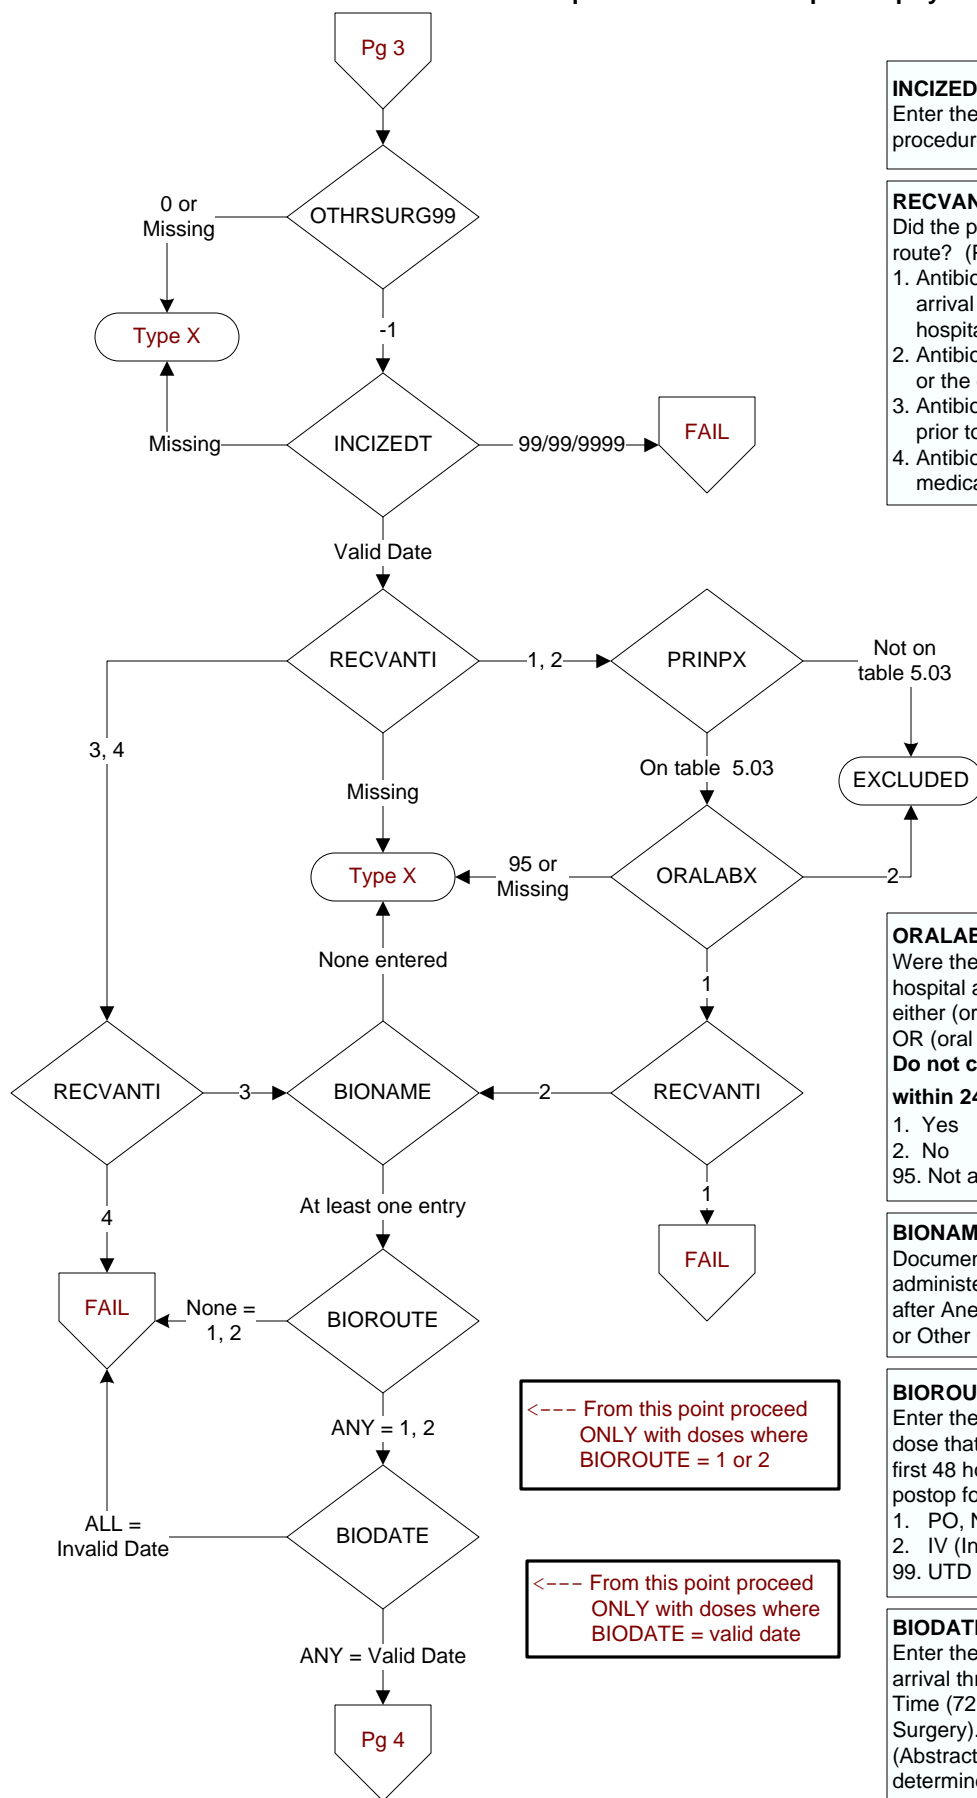 Pg 3
OTHRSURG99
0 or
Missing
Type X
-1
INCIZEDT
Missing
99/99/9999
FAIL
Valid Date
RECVANTI
1, 2
PRINPX
Not on
table 5.03
3, 4
On table 5.03
EXCLUDED
Missing
Type X
95 or
Missing
ORALABX
2
None entered
1
RECVANTI
3
BIONAME
2
RECVANTI
At least one entry
4
1
FAIL
FAIL
None =
1, 2
BIOROUTE
ANY = 1, 2
<--- From this point proceed
ONLY with doses where
BIOROUTE = 1 or 2
ALL =
Invalid Date
BIODATE
<--- From this point proceed
ONLY with doses where
BIODATE = valid date
ANY = Valid Date
Pg 4
INCIZED
Enter the
procedur
RECVAN
Did the p
route? (
1. Antibio
arrival
hospita
2. Antibio
or the
3. Antibio
prior to
4. Antibio
medica
ORALAB
Were the
hospital a
either (or
OR (oral
Do not c
within 24
1. Yes
2. No
95. Not a
BIONAM
Documen
administe
after Ane
or Other
BIOROU
Enter the
dose that
first 48 ho
postop fo
1. PO, N
2. IV (In
99. UTD
BIODATE
Enter the
arrival thr
Time (72
Surgery).
(Abstract
determine